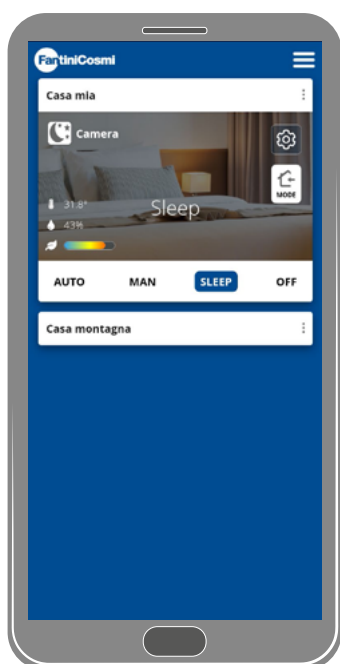 FantiniCosmi
Casa mia
Camera
MODE
31.8°
Sleep
43%
AUTO MAN SLEEP OFF
Casa montagna